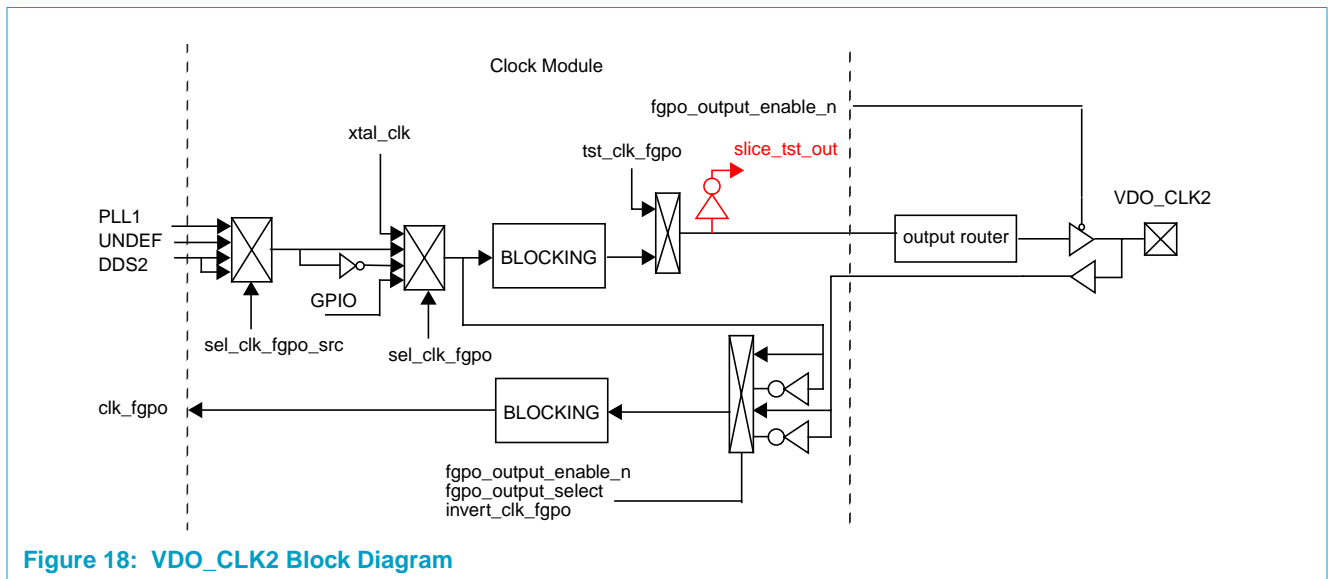 Clock Module
fgpo_output_enable_n
xtal_clk
tst_clk_fgpo
slice_tst_out
VDO_CLK2
PLL1
UNDEF
DDS2
BLOCKING
output router
GPIO
sel_clk_fgpo_src
sel_clk_fgpo
clk_fgpo
BLOCKING
fgpo_output_enable_n
fgpo_output_select
invert_clk_fgpo
Figure 18: VDO_CLK2 Block Diagram